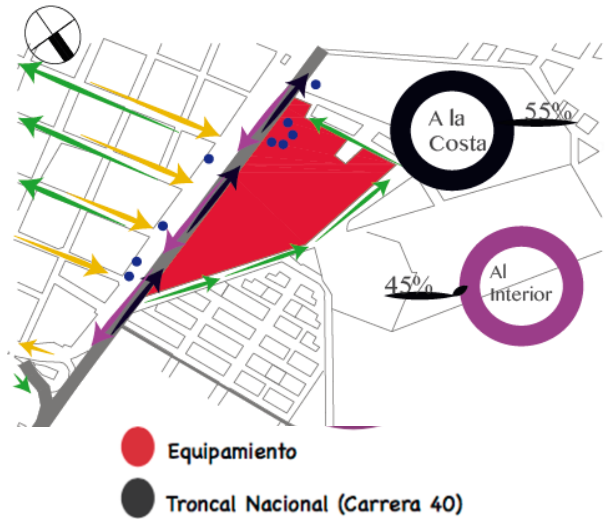 55%
A la
Costa
45%
Al
Interior
Equipamiento
Troncal Nacional (Carrera 40)